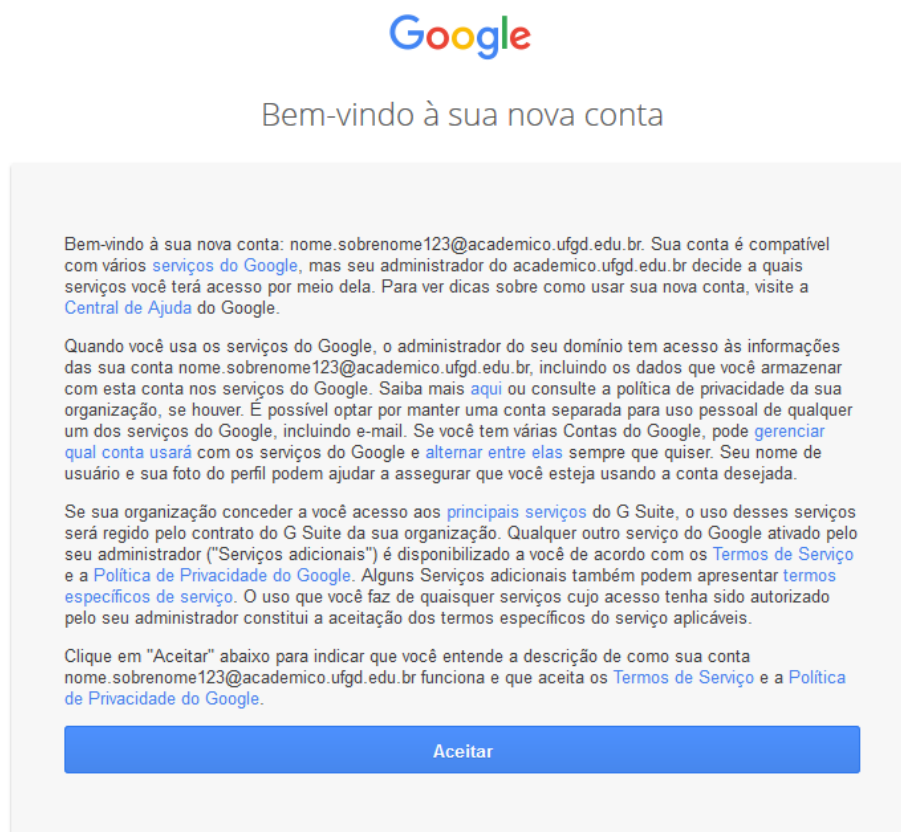 Google
Bem-vindo à sua nova conta
Bem-vindo à sua nova conta: nome.sobrenome123@academico.ufgd.edu.br. Sua conta é compatível
com vários serviços do Google, mas seu administrador do academico.ufgd.edu.br decide a quais
serviços você terá acesso por meio dela. Para ver dicas sobre como usar sua nova conta, visite a
Central de Ajuda do Google.
Quando você usa os serviços do Google, o administrador do seu domínio tem acesso às informações
das sua conta nome.sobrenome123@academico.ufgd.edu.br, incluindo os dados que você armazenar
com esta conta nos serviços do Google. Saiba mais aqui ou consulte a política de privacidade da sua
organização, se houver. É possível optar por manter uma conta separada para uso pessoal de qualquer
um dos serviços do Google, incluindo e-mail. Se você tem várias Contas do Google, pode gerenciar
qual conta usará com os serviços do Google e alternar entre elas sempre que quiser. Seu nome de
usuário e sua foto do perfil podem ajudar a assegurar que você esteja usando a conta desejada.
Se sua organização conceder a você acesso aos principais serviços do G Suite, o uso desses serviços
será regido pelo contrato do G Suite da sua organização. Qualquer outro serviço do Google ativado pelo
seu administrador ("Serviços adicionais") é disponibilizado a você de acordo com os Termos de Serviço
e a Política de Privacidade do Google. Alguns Serviços adicionais também podem apresentar termos
específicos de serviço. O uso que você faz de quaisquer serviços cujo acesso tenha sido autorizado
pelo seu administrador constitui a aceitação dos termos específicos do serviço aplicáveis.
Clique em "Aceitar" abaixo para indicar que você entende a descrição de como sua conta
nome.sobrenome123@academico.ufgd.edu.br funciona e que aceita os Termos de Serviço e a Política
de Privacidade do Google.
Aceitar